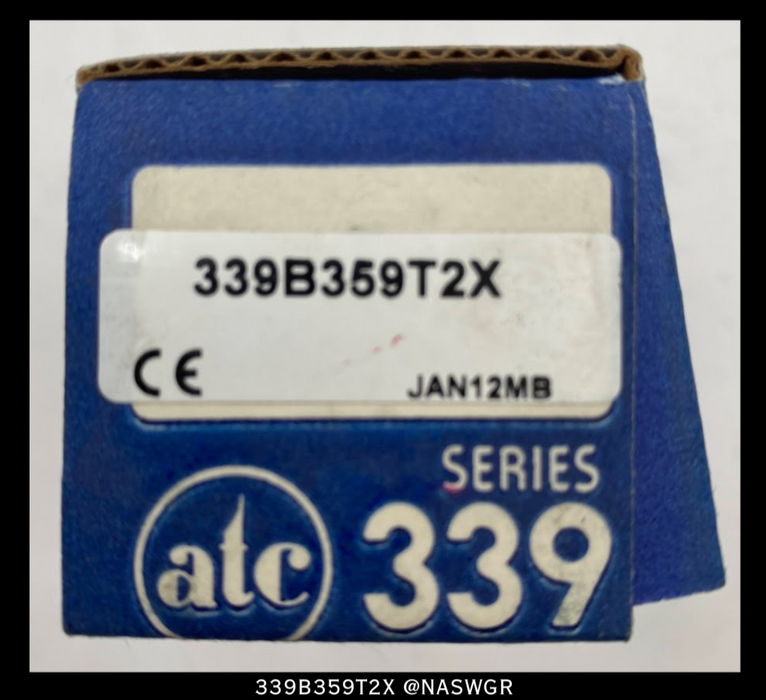 339B359T2X
CE
JAN12MB
SERIES
339
atc
339B359T2X @NASWGR